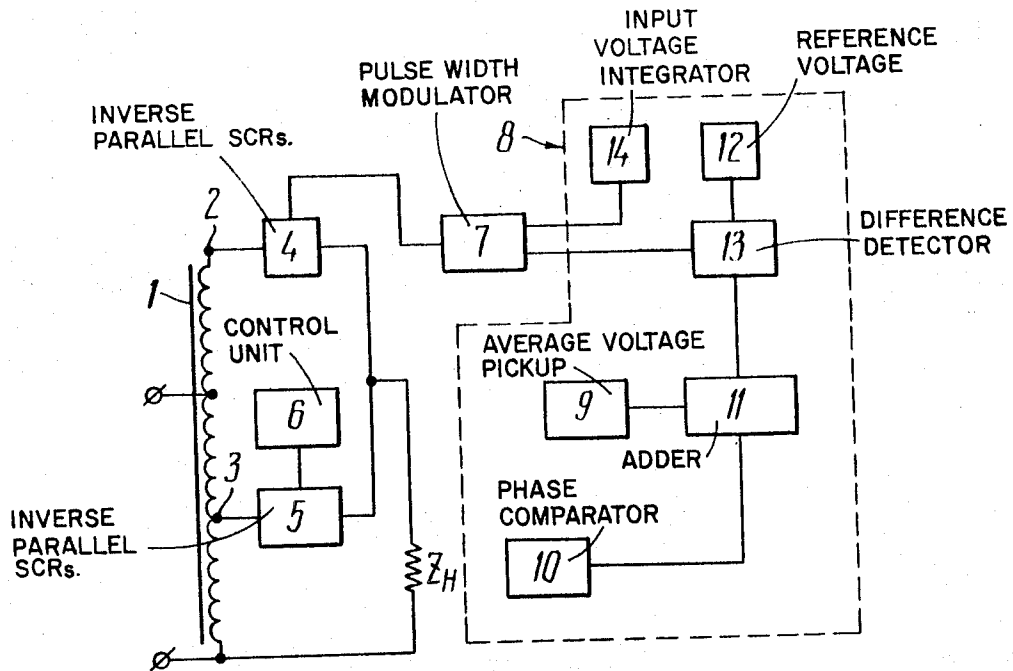 INPUT
VOLTAGE
INTEGRATOR
REFERENCE
VOLTAGE
PULSE WIDTH
MODULATOR
INVERSE
PARALLEL SCRs.
8
14
12
2
4
7
13
DIFFERENCE
DETECTOR
1
CONTROL
UNIT
AVERAGE VOLTAGE
PICKUP
6
9
11
ADDER
3
5
INVERSE
PARALLEL
SCRs.
PHASE
COMPARATOR
10
ZH